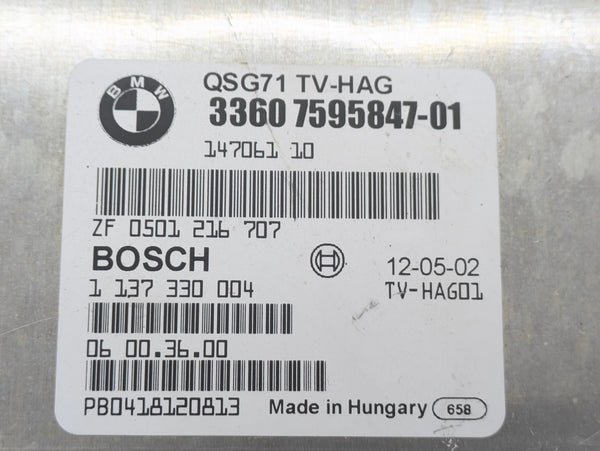 BMW
QSG71 TV-HAG
3360 7595847-01
147061 10
ZF 0501 216 707
BOSCH
12-05-02
1 137 330 004
TV-HAG01
06 00.36.00
PB0418120813
Made in Hungary 658